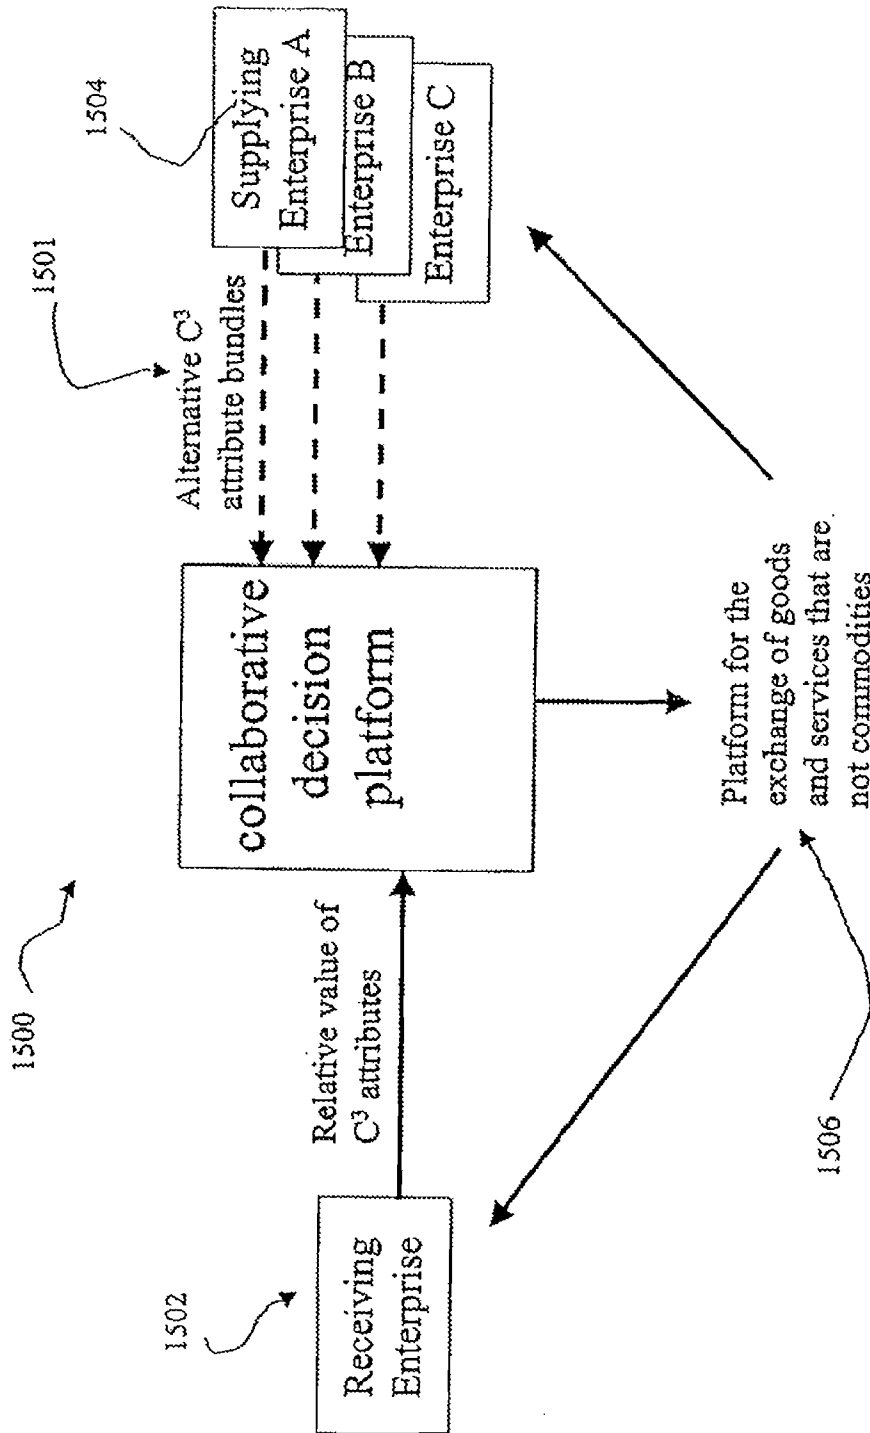 1500
1502
Receiving
Enterprise
Relative value of
C³ attributes
collaborative
decision
platform
1501
Alternative C³
attribute bundles
1504
Supplying
Enterprise A
Enterprise B
Enterprise C
Platform for the
exchange of goods
and services that are
not commodities
1506